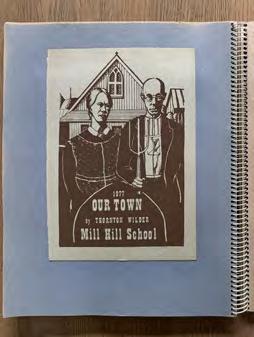 1977
OUR TOWN
by THORNTON WILDER
Mill Hill School